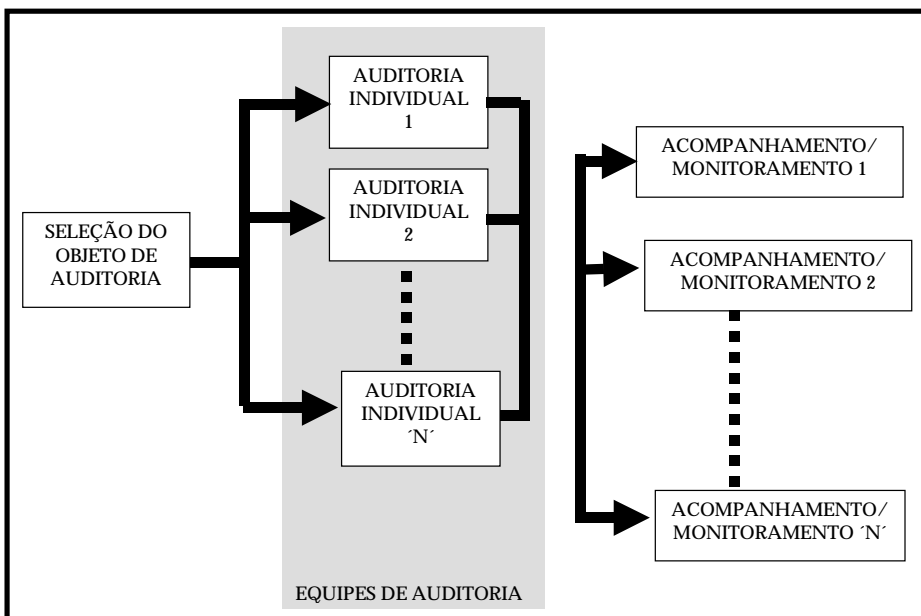 SELEÇÃO DO
OBJETO DE
AUDITORIA
AUDITORIA
INDIVIDUAL
1
AUDITORIA
INDIVIDUAL
2
AUDITORIA
INDIVIDUAL
´N´
EQUIPES DE AUDITORIA
ACOMPANHAMENTO/
MONITORAMENTO 1
ACOMPANHAMENTO/
MONITORAMENTO 2
ACOMPANHAMENTO/
MONITORAMENTO ´N´